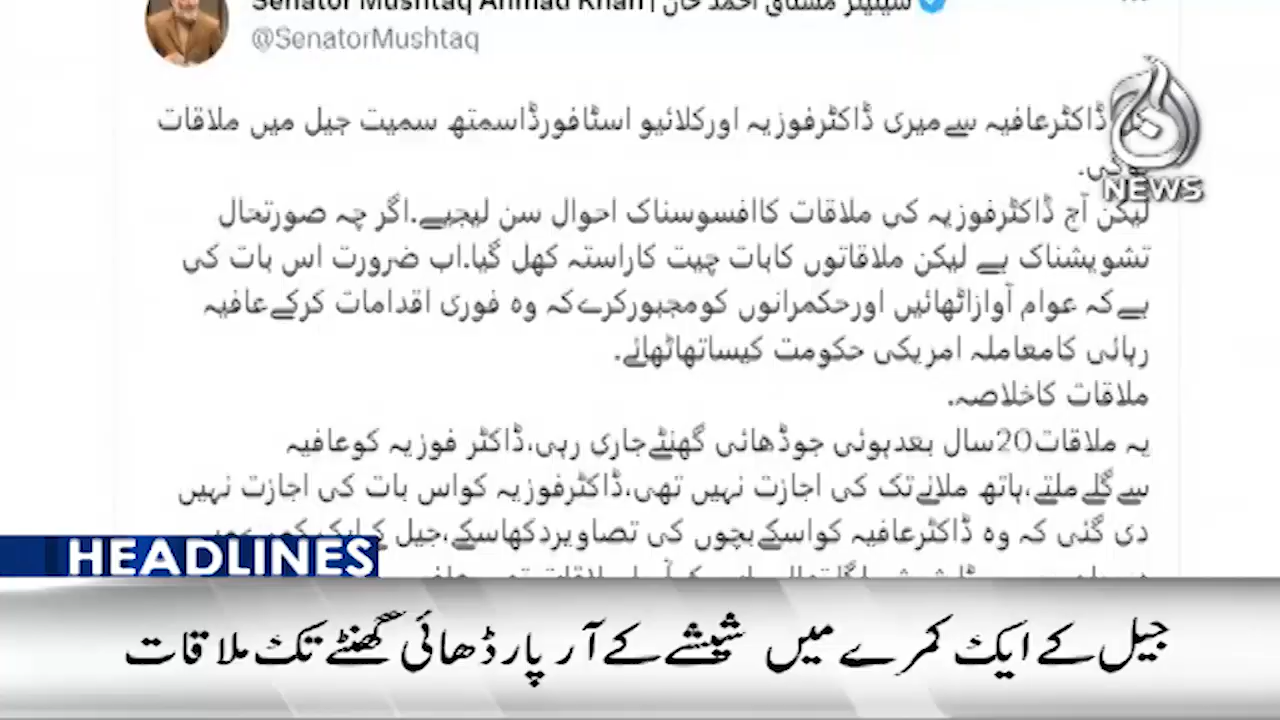 Senator Mushtaq Ahmad Khan | سینیٹر مشتاق احمد خان
@SenatorMushtaq
ڈاکٹرعافیہ سےمیری ڈاکٹرفوزیہ اورکلائیو اسٹافورڈاسمتھ سمیت جیل میں ملاقات
NEWS
لیکن آج ڈاکٹرفوزیہ کی ملاقات کاافسوسناک احوال سن لیجیے.اگر چہ صورتحال
تشویشناک ہے لیکن ملاقاتوں کابات چیت کاراستہ کھل گیا.اب ضرورت اس بات کی
ہےکہ عوام آوازاٹھائیں اورحکمرانوں کومجبورکرےکہ وہ فوری اقدامات کرکےعافیہ
رہائی کامعاملہ امریکی حکومت کیساتھاٹھائے.
ملاقات کاخلاصہ.
یہ ملاقات20سال بعدہوئی جوڈھائی گھنٹےجاری رہی،ڈاکٹر فوزیہ کوعافیہ
سےگلےملتے،ہاتھ ملانےتک کی اجازت نہیں تھی،ڈاکٹرفوزیہ کواس بات کی اجازت نہیں
دی گئی کہ وہ ڈاکٹرعافیہ کواسکےبچوں کی تصاویردکھاسکے،جیل
HEADLINES
جیل کے ایک کمرے میں شیشے کے آر پار ڈھائی گھنٹے تک ملاقات